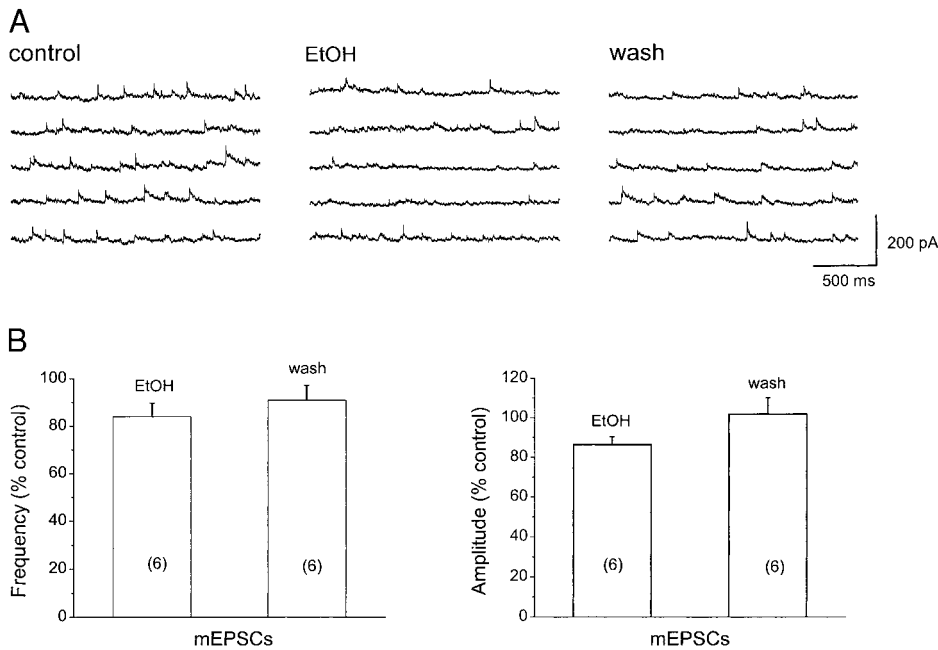 A
control
EtOH
wash
200 pA
500 ms
B
Frequency (% control)
100
80
60
40
20
0
EtOH
wash
(6)
(6)
mEPSCs
Amplitude (% control)
120
100
80
60
40
20
0
EtOH
wash
(6)
(6)
mEPSCs